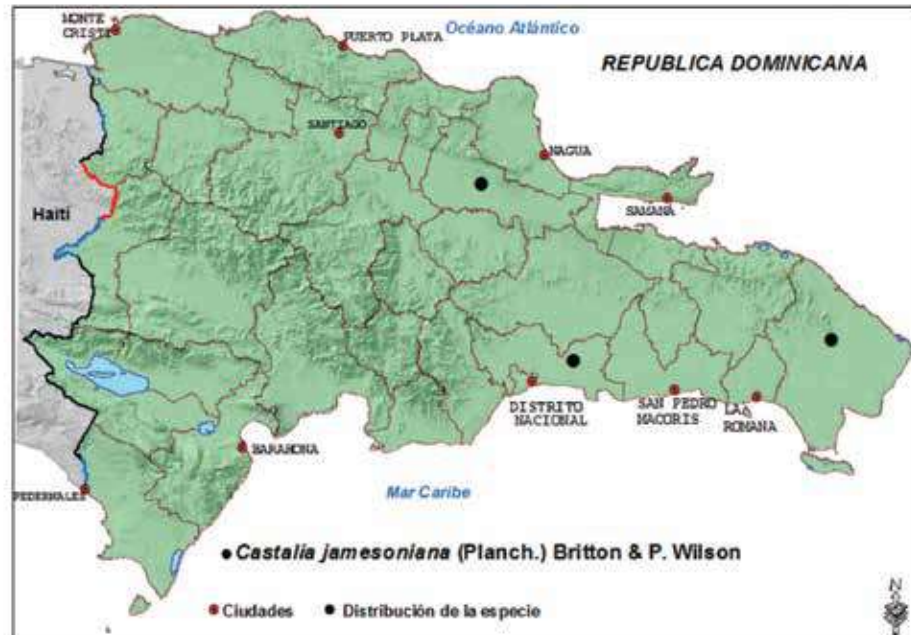 MONTE
CRISTI
PUERTO PLATA
Océano Atlántico
REPUBLICA DOMINICANA
SANTIAGO
NAGUA
SAMANA
Haití
DISTRITO
NACIONAL
SAN PEDRO
MACORIS
LA
ROMANA
BARAHONA
PEDERNALES
Mar Caribe
Castalia jamesoniana (Planch.) Britton & P. Wilson
Ciudades
Distribución de la especie
N